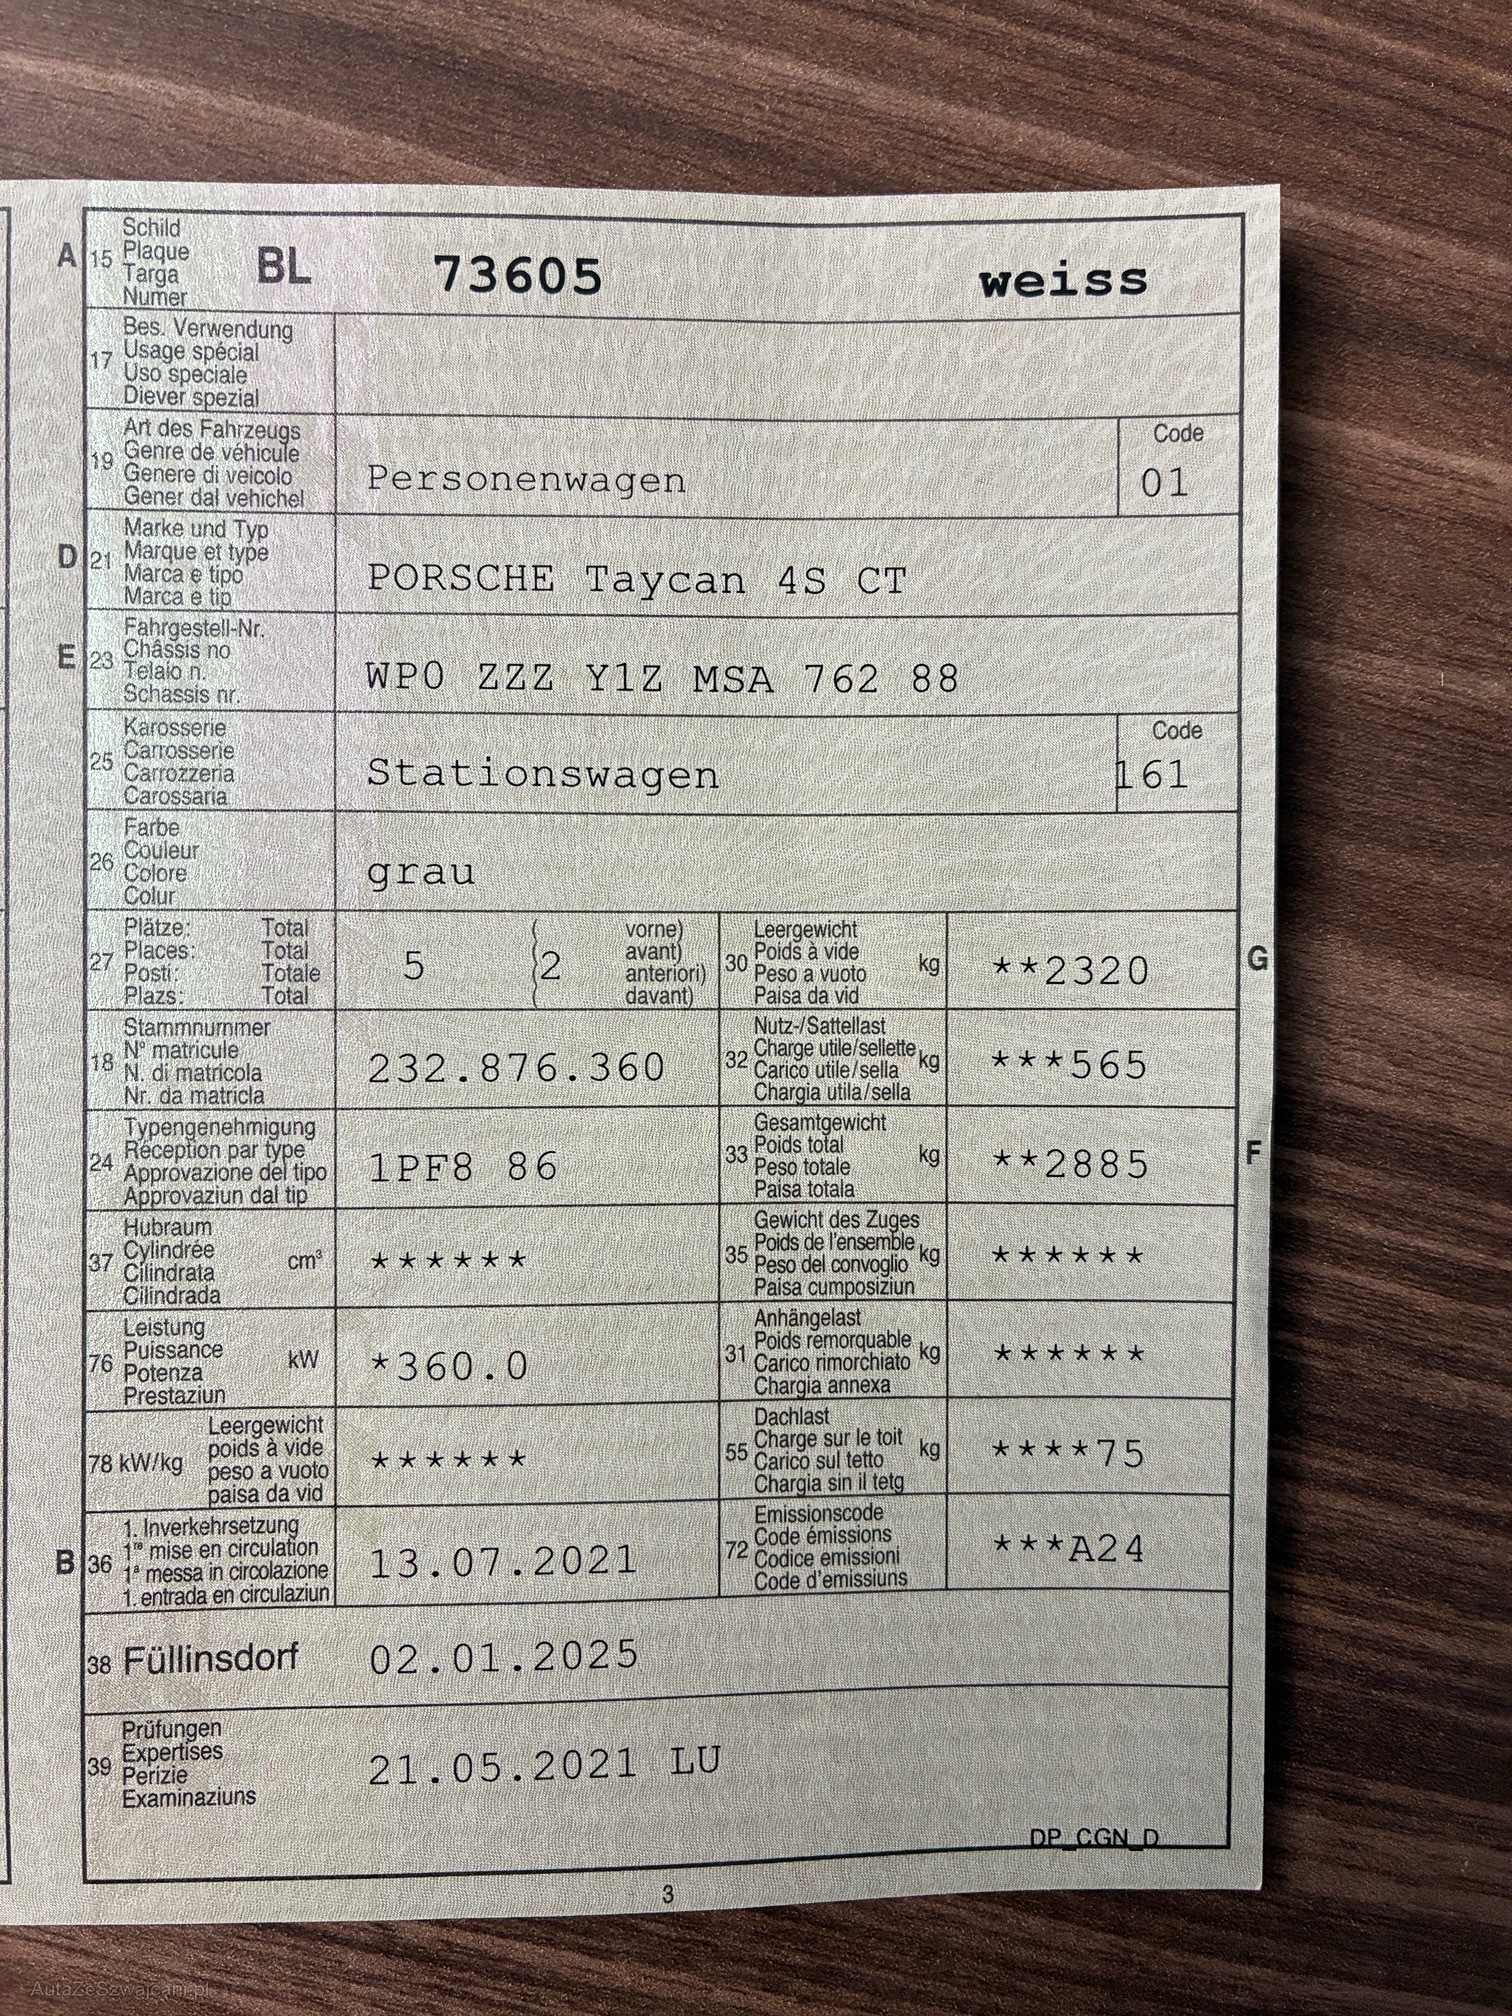 A 15 Schild
Plaque
Targa
Numer
BL 73605 weiss
17 Bes. Verwendung
Usage spécial
Uso speciale
Diever spezial
19 Art des Fahrzeugs
Genre de véhicule
Genere di veicolo
Gener dal vehichel
Personenwagen
Code
01
D 21 Marke und Typ
Marque et type
Marca e tipo
Marca e tip
PORSCHE Taycan 4S CT
E 23 Fahrgestell-Nr.
Châssis no
Telaio n.
Schassis nr.
WP0 ZZZ Y1Z MSA 762 88
25 Karosserie
Carrosserie
Carrozzeria
Carossaria
Stationswagen
Code
161
26 Farbe
Couleur
Colore
Colur
grau
27 Plätze: Total
Places: Total
Posti: Totale
Plazs: Total
5 (2 vorne)
avant)
anteriori)
davant)
30 Leergewicht
Poids à vide
Peso a vuoto
Paisa da vid
kg **2320 G
18 Stammnummer
N° matricule
N. di matricola
Nr. da matricla
232.876.360
32 Nutz-/Sattellast
Charge utile/sellette
Carico utile/sella
Chargia utila/sella
kg ***565
24 Typengenehmigung
Réception par type
Approvazione del tipo
Approvaziun dal tip
1PF8 86
33 Gesamtgewicht
Poids total
Peso totale
Paisa totala
kg **2885 F
37 Hubraum
Cylindrée
Cilindrata
Cilindrada
cm³ ******
35 Gewicht des Zuges
Poids de l'ensemble
Peso del convoglio
Paisa cumposiziun
kg ******
76 Leistung
Puissance
Potenza
Prestaziun
kW *360.0
31 Anhängelast
Poids remorquable
Carico rimorchiato
Chargia annexa
kg ******
78 kW/kg Leergewicht
poids à vide
peso a vuoto
paisa da vid
******
55 Dachlast
Charge sur le toit
Carico sul tetto
Chargia sin il tetg
kg ****75
B 36 1. Inverkehrsetzung
1re mise en circulation
1a messa in circolazione
1. entrada en circulaziun
13.07.2021
72 Emissionscode
Code émissions
Codice emissioni
Code d'emissiuns
***A24
38 Füllinsdorf 02.01.2025
39 Prüfungen
Expertises
Perizie
Examinaziuns
21.05.2021 LU
DP_CGN_D
3
AutazeSzwajcarii.pl